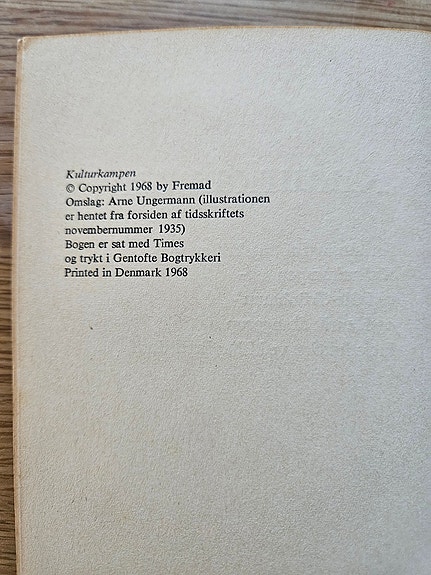 Kulturkampen
© Copyright 1968 by Fremad
Omslag: Arne Ungermann (illustrationen
er hentet fra forsiden af tidsskriftets
novembernummer 1935)
Bogen er sat med Times
og trykt i Gentofte Bogtrykkeri
Printed in Denmark 1968